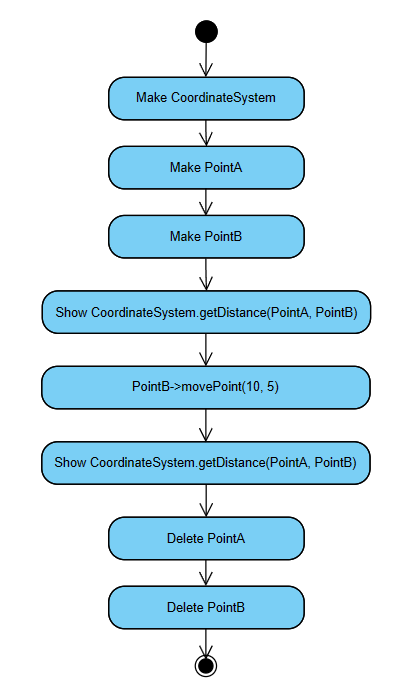 Make CoordinateSystem
Make PointA
Make PointB
Show CoordinateSystem.getDistance(PointA, PointB)
PointB->movePoint(10, 5)
Show CoordinateSystem.getDistance(PointA, PointB)
Delete PointA
Delete PointB